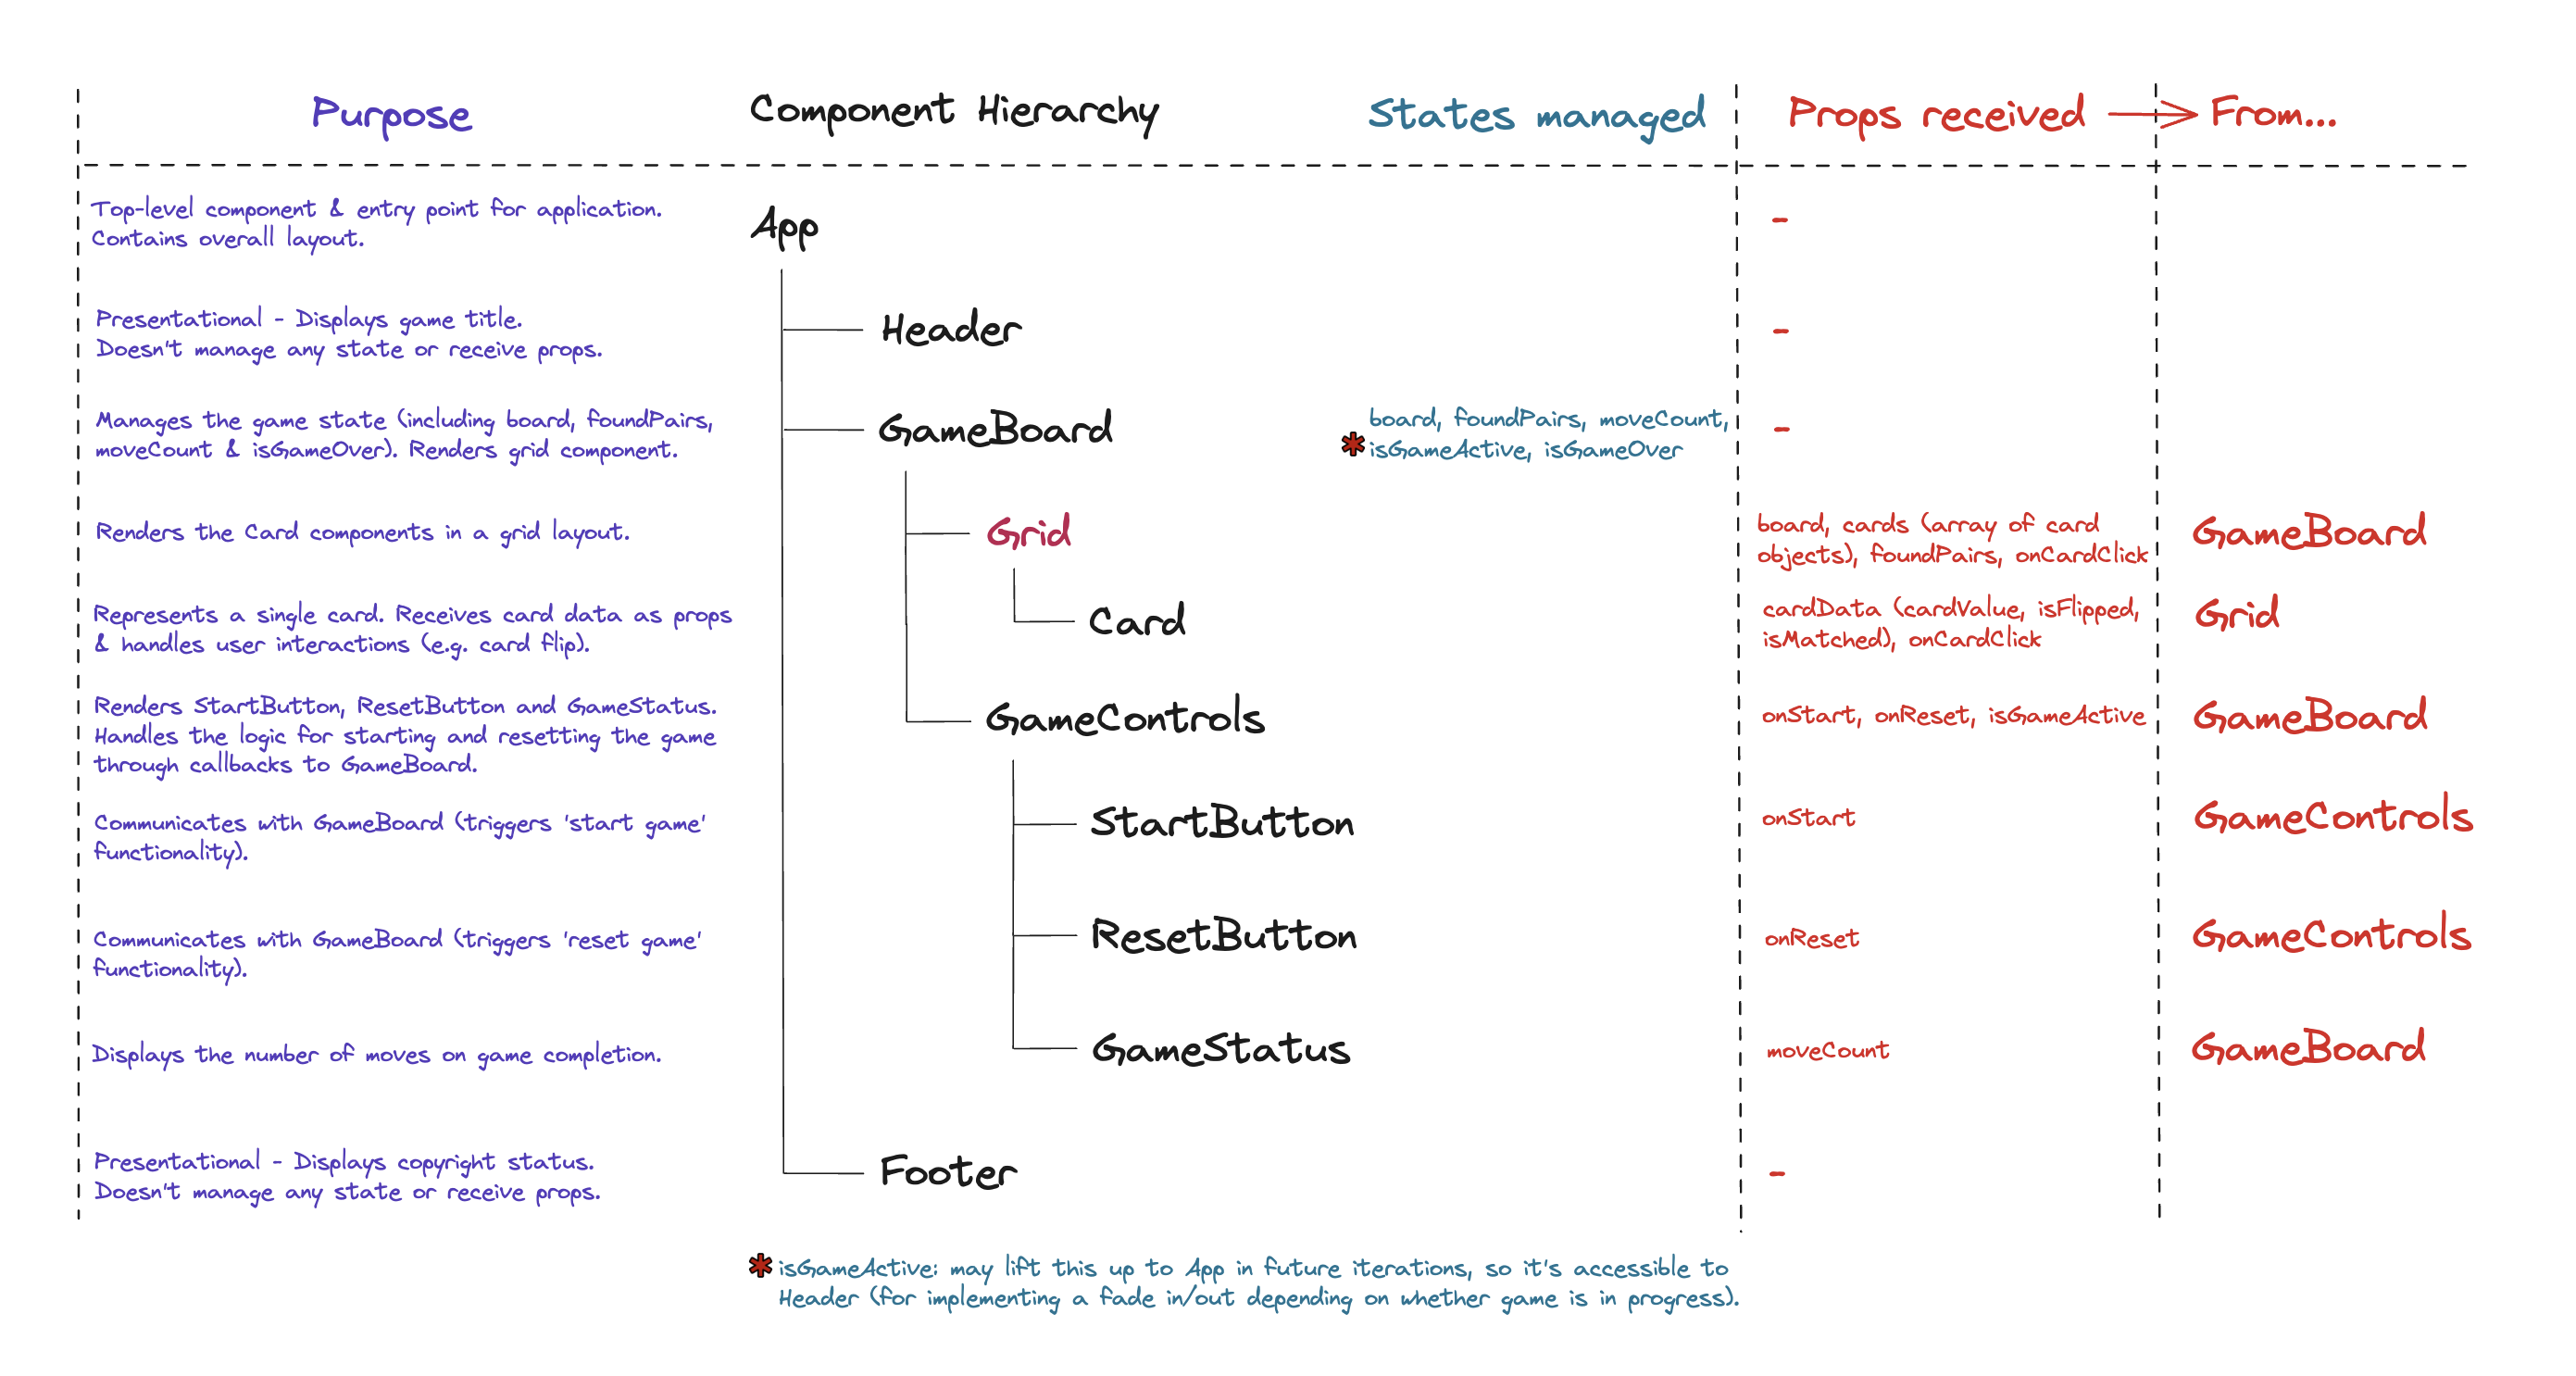 Purpose
Component Hierarchy
States managed
Props received
From...
Top-level component & entry point for application.
Contains overall layout.
App
-
Presentational - Displays game title.
Doesn't manage any state or receive props.
Header
-
Manages the game state (including board, foundPairs,
moveCount & isGameOver). Renders grid component.
GameBoard
board, foundPairs, moveCount,
* isGameActive, isGameOver
-
Renders the Card components in a grid layout.
Grid
board, cards (array of card
objects), foundPairs, onCardClick
GameBoard
Represents a single card. Receives card data as props
& handles user interactions (e.g. card flip).
Card
cardData (cardValue, isFlipped,
isMatched), onCardClick
Grid
Renders StartButton, ResetButton and GameStatus.
Handles the logic for starting and resetting the game
through callbacks to GameBoard.
GameControls
onStart, onReset, isGameActive
GameBoard
Communicates with GameBoard (triggers 'start game'
functionality).
StartButton
onStart
GameControls
Communicates with GameBoard (triggers 'reset game'
functionality).
ResetButton
onReset
GameControls
Displays the number of moves on game completion.
GameStatus
moveCount
GameBoard
Presentational - Displays copyright status.
Doesn't manage any state or receive props.
Footer
-
* isGameActive: may lift this up to App in future iterations, so it's accessible to
Header (for implementing a fade in/out depending on whether game is in progress).